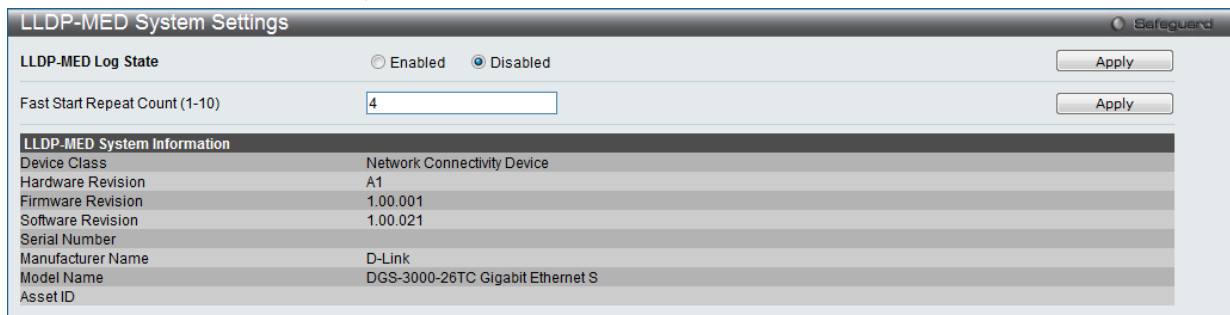 LLDP-MED System Settings
Safeguard
LLDP-MED Log State Enabled Disabled Apply
Fast Start Repeat Count (1-10) 4 Apply
LLDP-MED System Information
Device Class Network Connectivity Device
Hardware Revision A1
Firmware Revision 1.00.001
Software Revision 1.00.021
Serial Number
Manufacturer Name D-Link
Model Name DGS-3000-26TC Gigabit Ethernet S
Asset ID